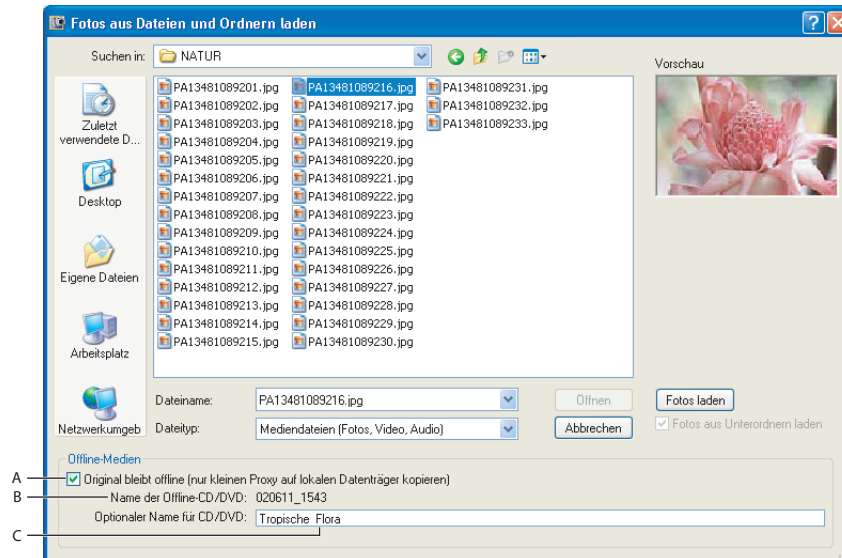 Fotos aus Dateien und Ordnern laden
Suchen in:
NATUR
Vorschau
Zuletzt
verwendete D...
Desktop
Eigene Dateien
Arbeitsplatz
Netzwerkumgeb
PA13481089201.jpg
PA13481089202.jpg
PA13481089203.jpg
PA13481089204.jpg
PA13481089205.jpg
PA13481089206.jpg
PA13481089207.jpg
PA13481089208.jpg
PA13481089209.jpg
PA13481089210.jpg
PA13481089211.jpg
PA13481089212.jpg
PA13481089213.jpg
PA13481089214.jpg
PA13481089215.jpg
PA13481089216.jpg
PA13481089217.jpg
PA13481089218.jpg
PA13481089219.jpg
PA13481089220.jpg
PA13481089221.jpg
PA13481089222.jpg
PA13481089223.jpg
PA13481089224.jpg
PA13481089225.jpg
PA13481089226.jpg
PA13481089227.jpg
PA13481089228.jpg
PA13481089229.jpg
PA13481089230.jpg
PA13481089231.jpg
PA13481089232.jpg
PA13481089233.jpg
Dateiname:
PA13481089216.jpg
Öffnen
Fotos laden
Dateityp:
Mediendateien (Fotos, Video, Audio)
Abbrechen
Fotos aus Unterordnern laden
Offline-Medien
A
Original bleibt offline (nur kleinen Proxy auf lokalen Datenträger kopieren)
B
Name der Offline-CD/DVD: 020611_1543
Optionaler Name für CD/DVD: Tropische Flora
C